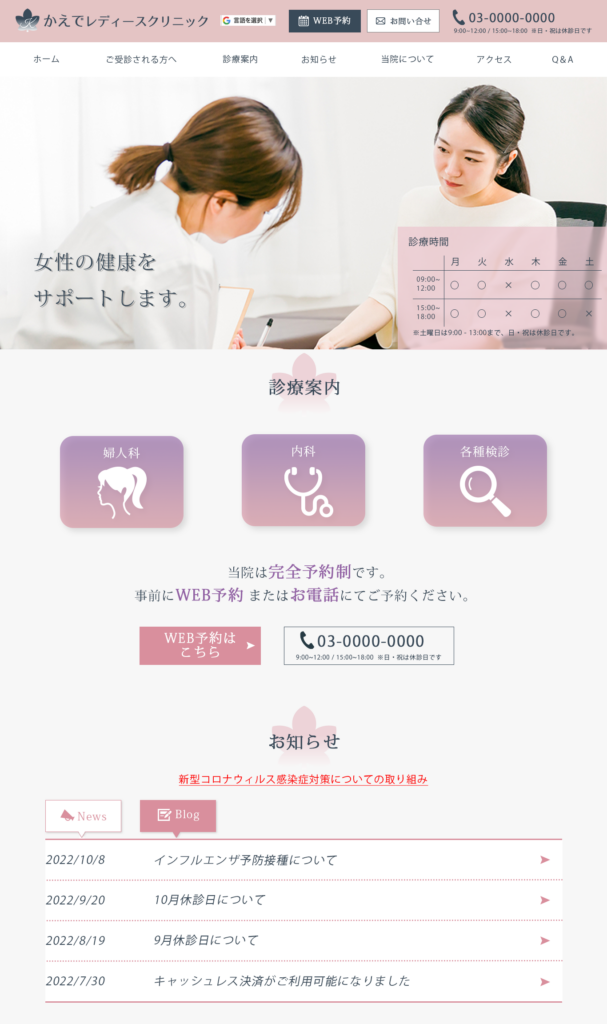 かえでレディースクリニック
言語を選択 ▼
WEB予約
お問い合せ
03-0000-0000
9:00~12:00 / 15:00~18:00 ※日・祝は休診日です
ホーム ご受診される方へ 診療案内 お知らせ 当院について アクセス Q&A
女性の健康を
サポートします。
診療時間
月 火 水 木 金 土
09:00~
12:00 ○ ○ × ○ ○ ○
15:00~
18:00 ○ ○ × ○ ○ ×
※土曜日は9:00 - 13:00まで、日・祝は休診日です。
診療案内
婦人科 内科 各種検診
当院は完全予約制です。
事前にWEB予約 またはお電話にてご予約ください。
WEB予約は
こちら
03-0000-0000
9:00~12:00 / 15:00~18:00 ※日・祝は休診日です
お知らせ
新型コロナウィルス感染症対策についての取り組み
News Blog
2022/10/8 インフルエンザ予防接種について
2022/9/20 10月休診日について
2022/8/19 9月休診日について
2022/7/30 キャッシュレス決済がご利用可能になりました